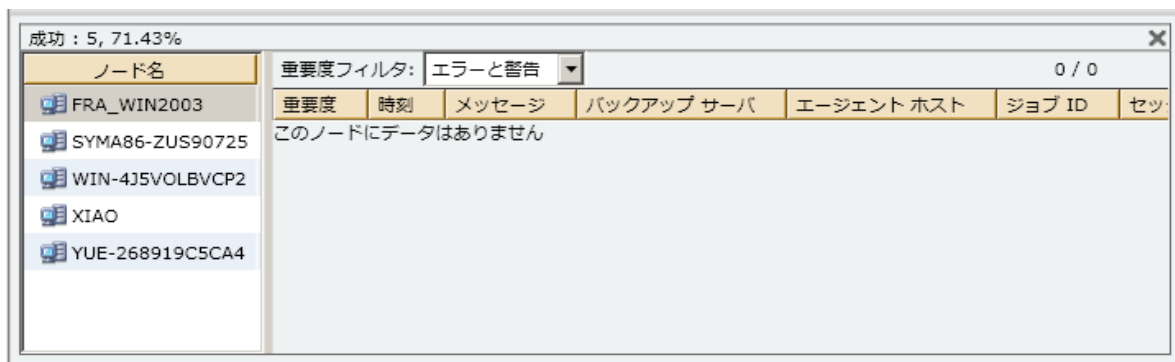 成功 : 5, 71.43%
ノード名
FRA_WIN2003
SYMA86-ZUS90725
WIN-4J5VOLBVCP2
XIAO
YUE-268919C5CA4
重要度フィルタ: エラーと警告 0 / 0
重要度 時刻 メッセージ バックアップ サーバ エージェント ホスト ジョブ ID セッ
このノードにデータはありません